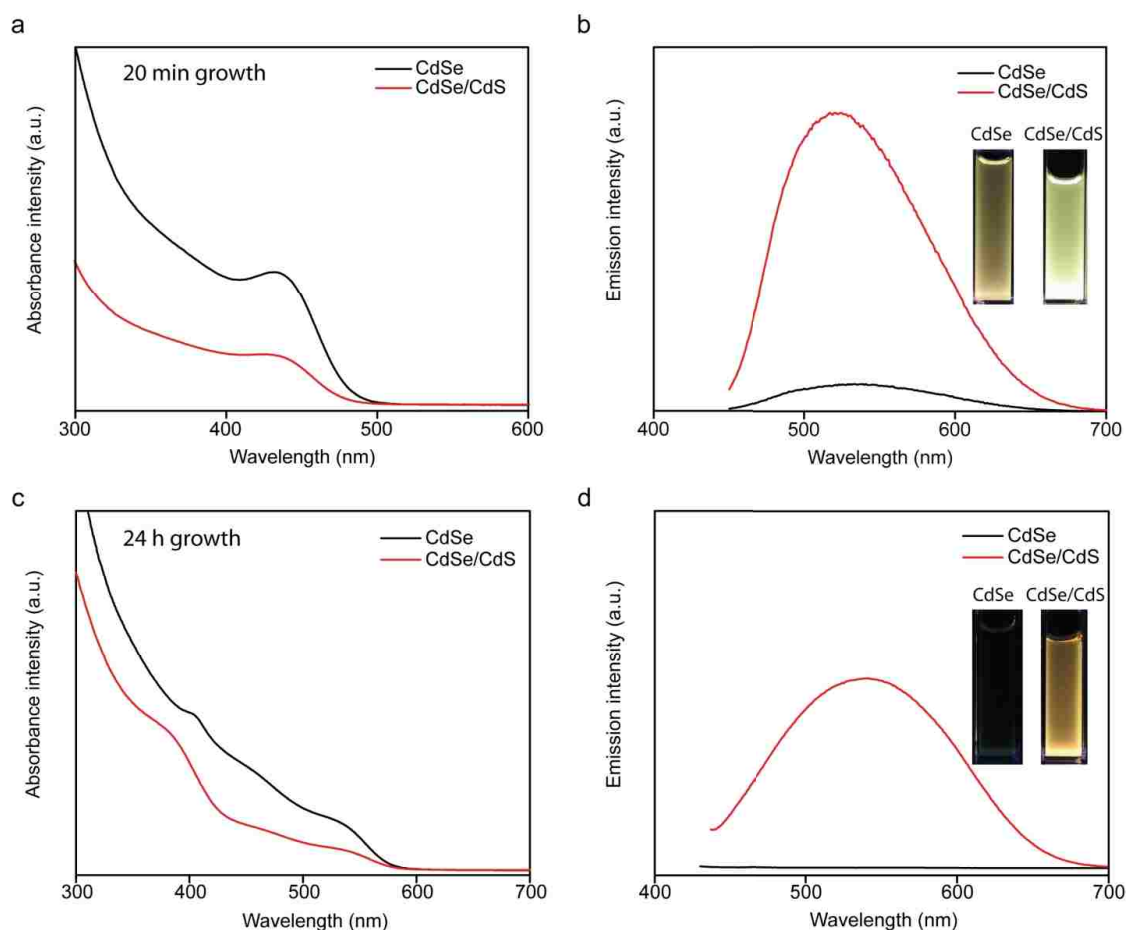 a
20 min growth
CdSe
CdSe/CdS
Absorbance intensity (a.u.)
300 400 500 600
Wavelength (nm)
b
CdSe
CdSe/CdS
CdSe CdSe/CdS
Emission intensity (a.u.)
400 500 600 700
Wavelength (nm)
c
24 h growth
CdSe
CdSe/CdS
Absorbance intensity (a.u.)
300 400 500 600 700
Wavelength (nm)
d
CdSe
CdSe/CdS
CdSe CdSe/CdS
Emission intensity (a.u.)
400 500 600 700
Wavelength (nm)